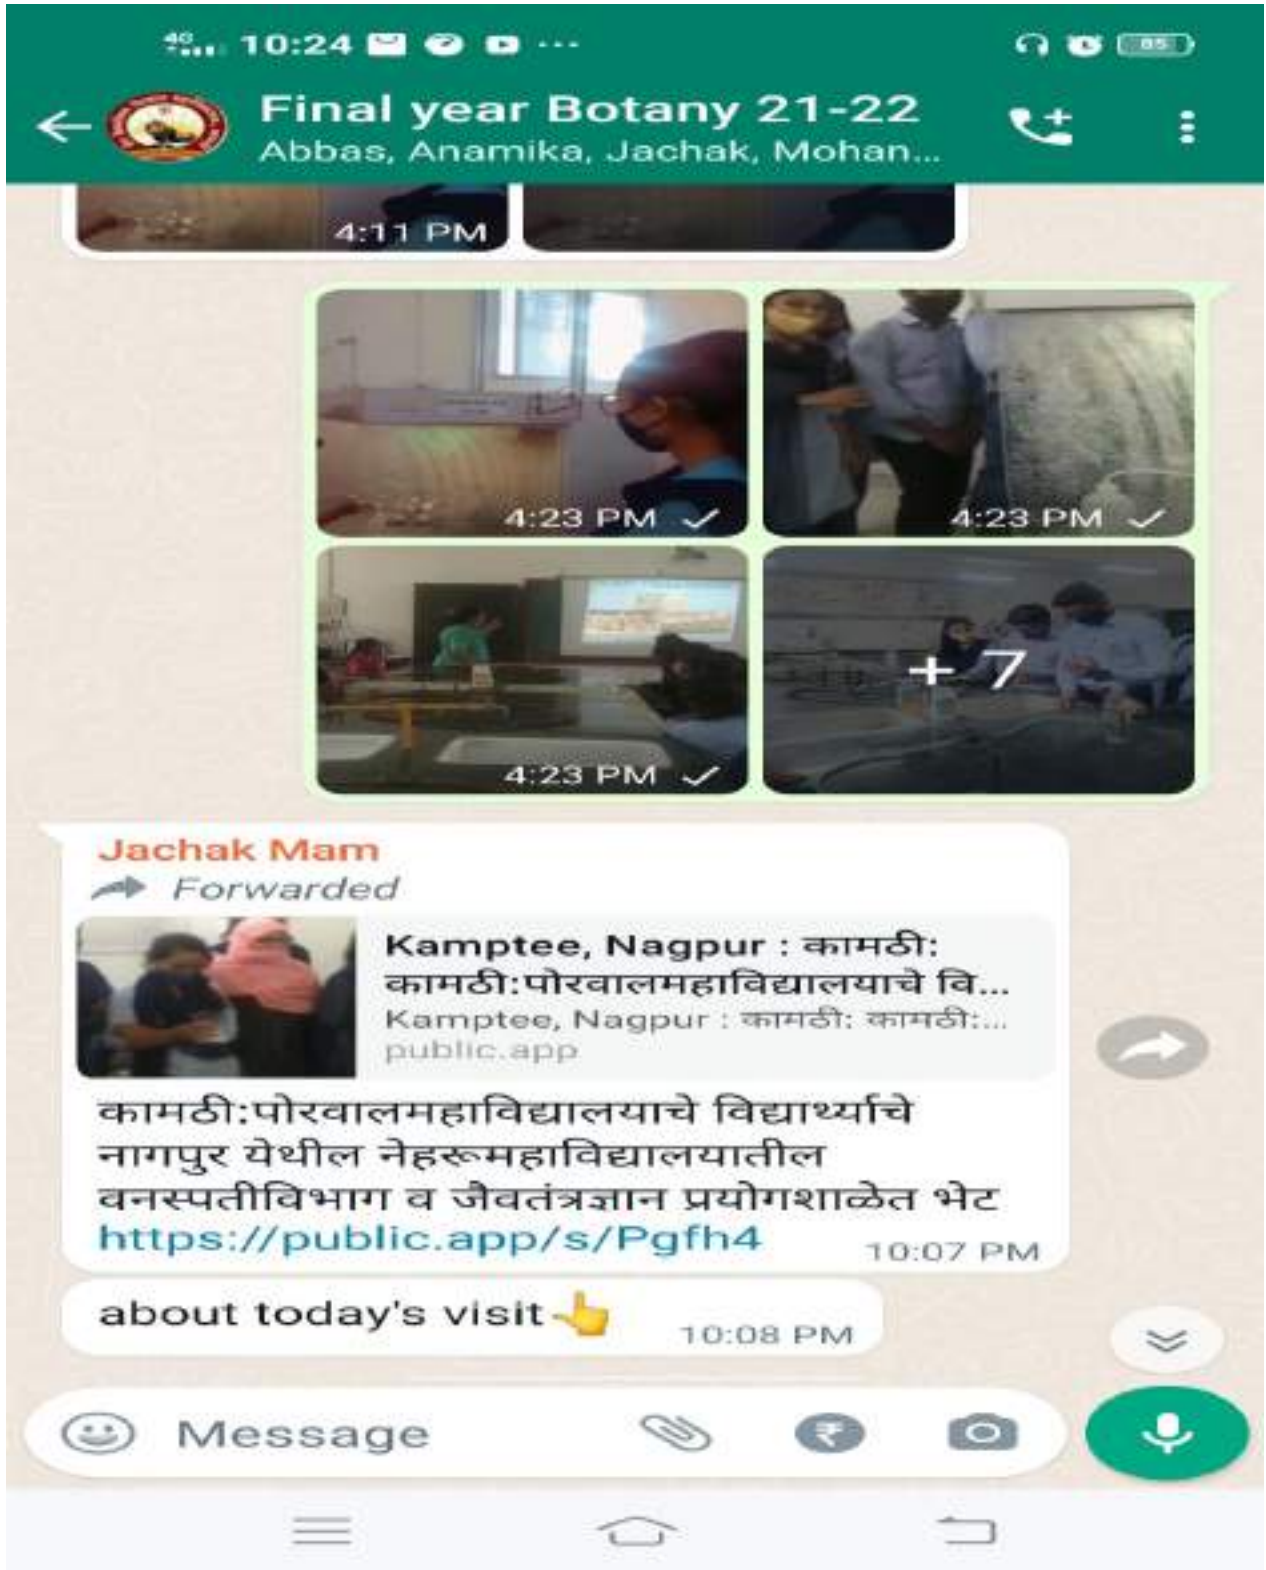 4G 10:24 ... 85
Final year Botany 21-22
Abbas, Anamika, Jachak, Mohan...
4:11 PM
4:23 PM 4:23 PM
4:23 PM + 7
Jachak Mam
Forwarded
Kamptee, Nagpur : कामठी:
कामठी:पोरवालमहाविद्यालयाचे वि...
Kamptee, Nagpur : कामठी: कामठी:...
public.app
कामठी:पोरवालमहाविद्यालयाचे विद्यार्थ्याचे
नागपुर येथील नेहरूमहाविद्यालयातील
वनस्पतीविभाग व जैवतंत्रज्ञान प्रयोगशाळेत भेट
https://public.app/s/Pgfh4 10:07 PM
about today's visit👆 10:08 PM
Message